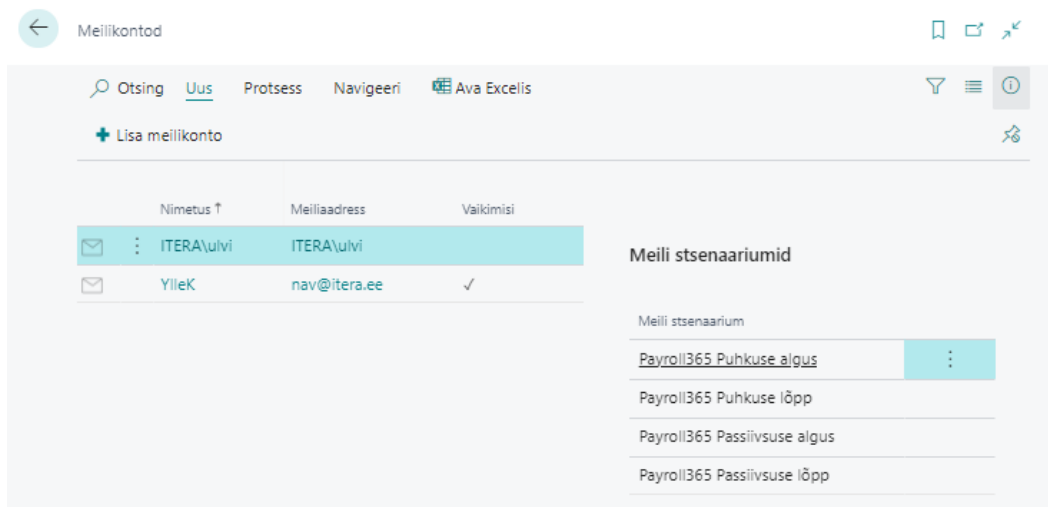 Meilikontod
Otsing Uus Protsess Navigeeri Ava Excelis
Lisa meilikonto
Nimetus ↑ Meiliaadress Vaikimisi
ITERA\ulvi ITERA\ulvi
YlleK nav@itera.ee ✓
Meili stsenaariumid
Meili stsenaarium
Payroll365 Puhkuse algus
Payroll365 Puhkuse lõpp
Payroll365 Passiivsuse algus
Payroll365 Passiivsuse lõpp